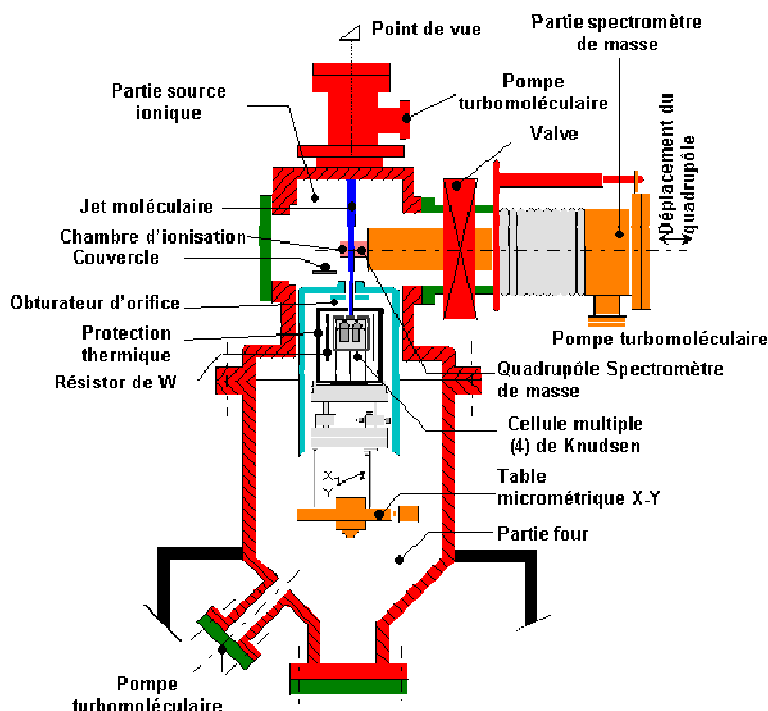 Point de vue
Partie spectromètre
de masse
Partie source
ionique
Pompe
turbomoléculaire
Valve
Déplacement du
quadrupôle
Jet moléculaire
Chambre d'ionisation
Couvercle
Obturateur d'orifice
Protection
thermique
Résistor de W
Pompe turbomoléculaire
Quadrupôle Spectromètre
de masse
Cellule multiple
(4) de Knudsen
X
Y
Table
micrométrique X-Y
Partie four
Pompe
turbomoléculaire